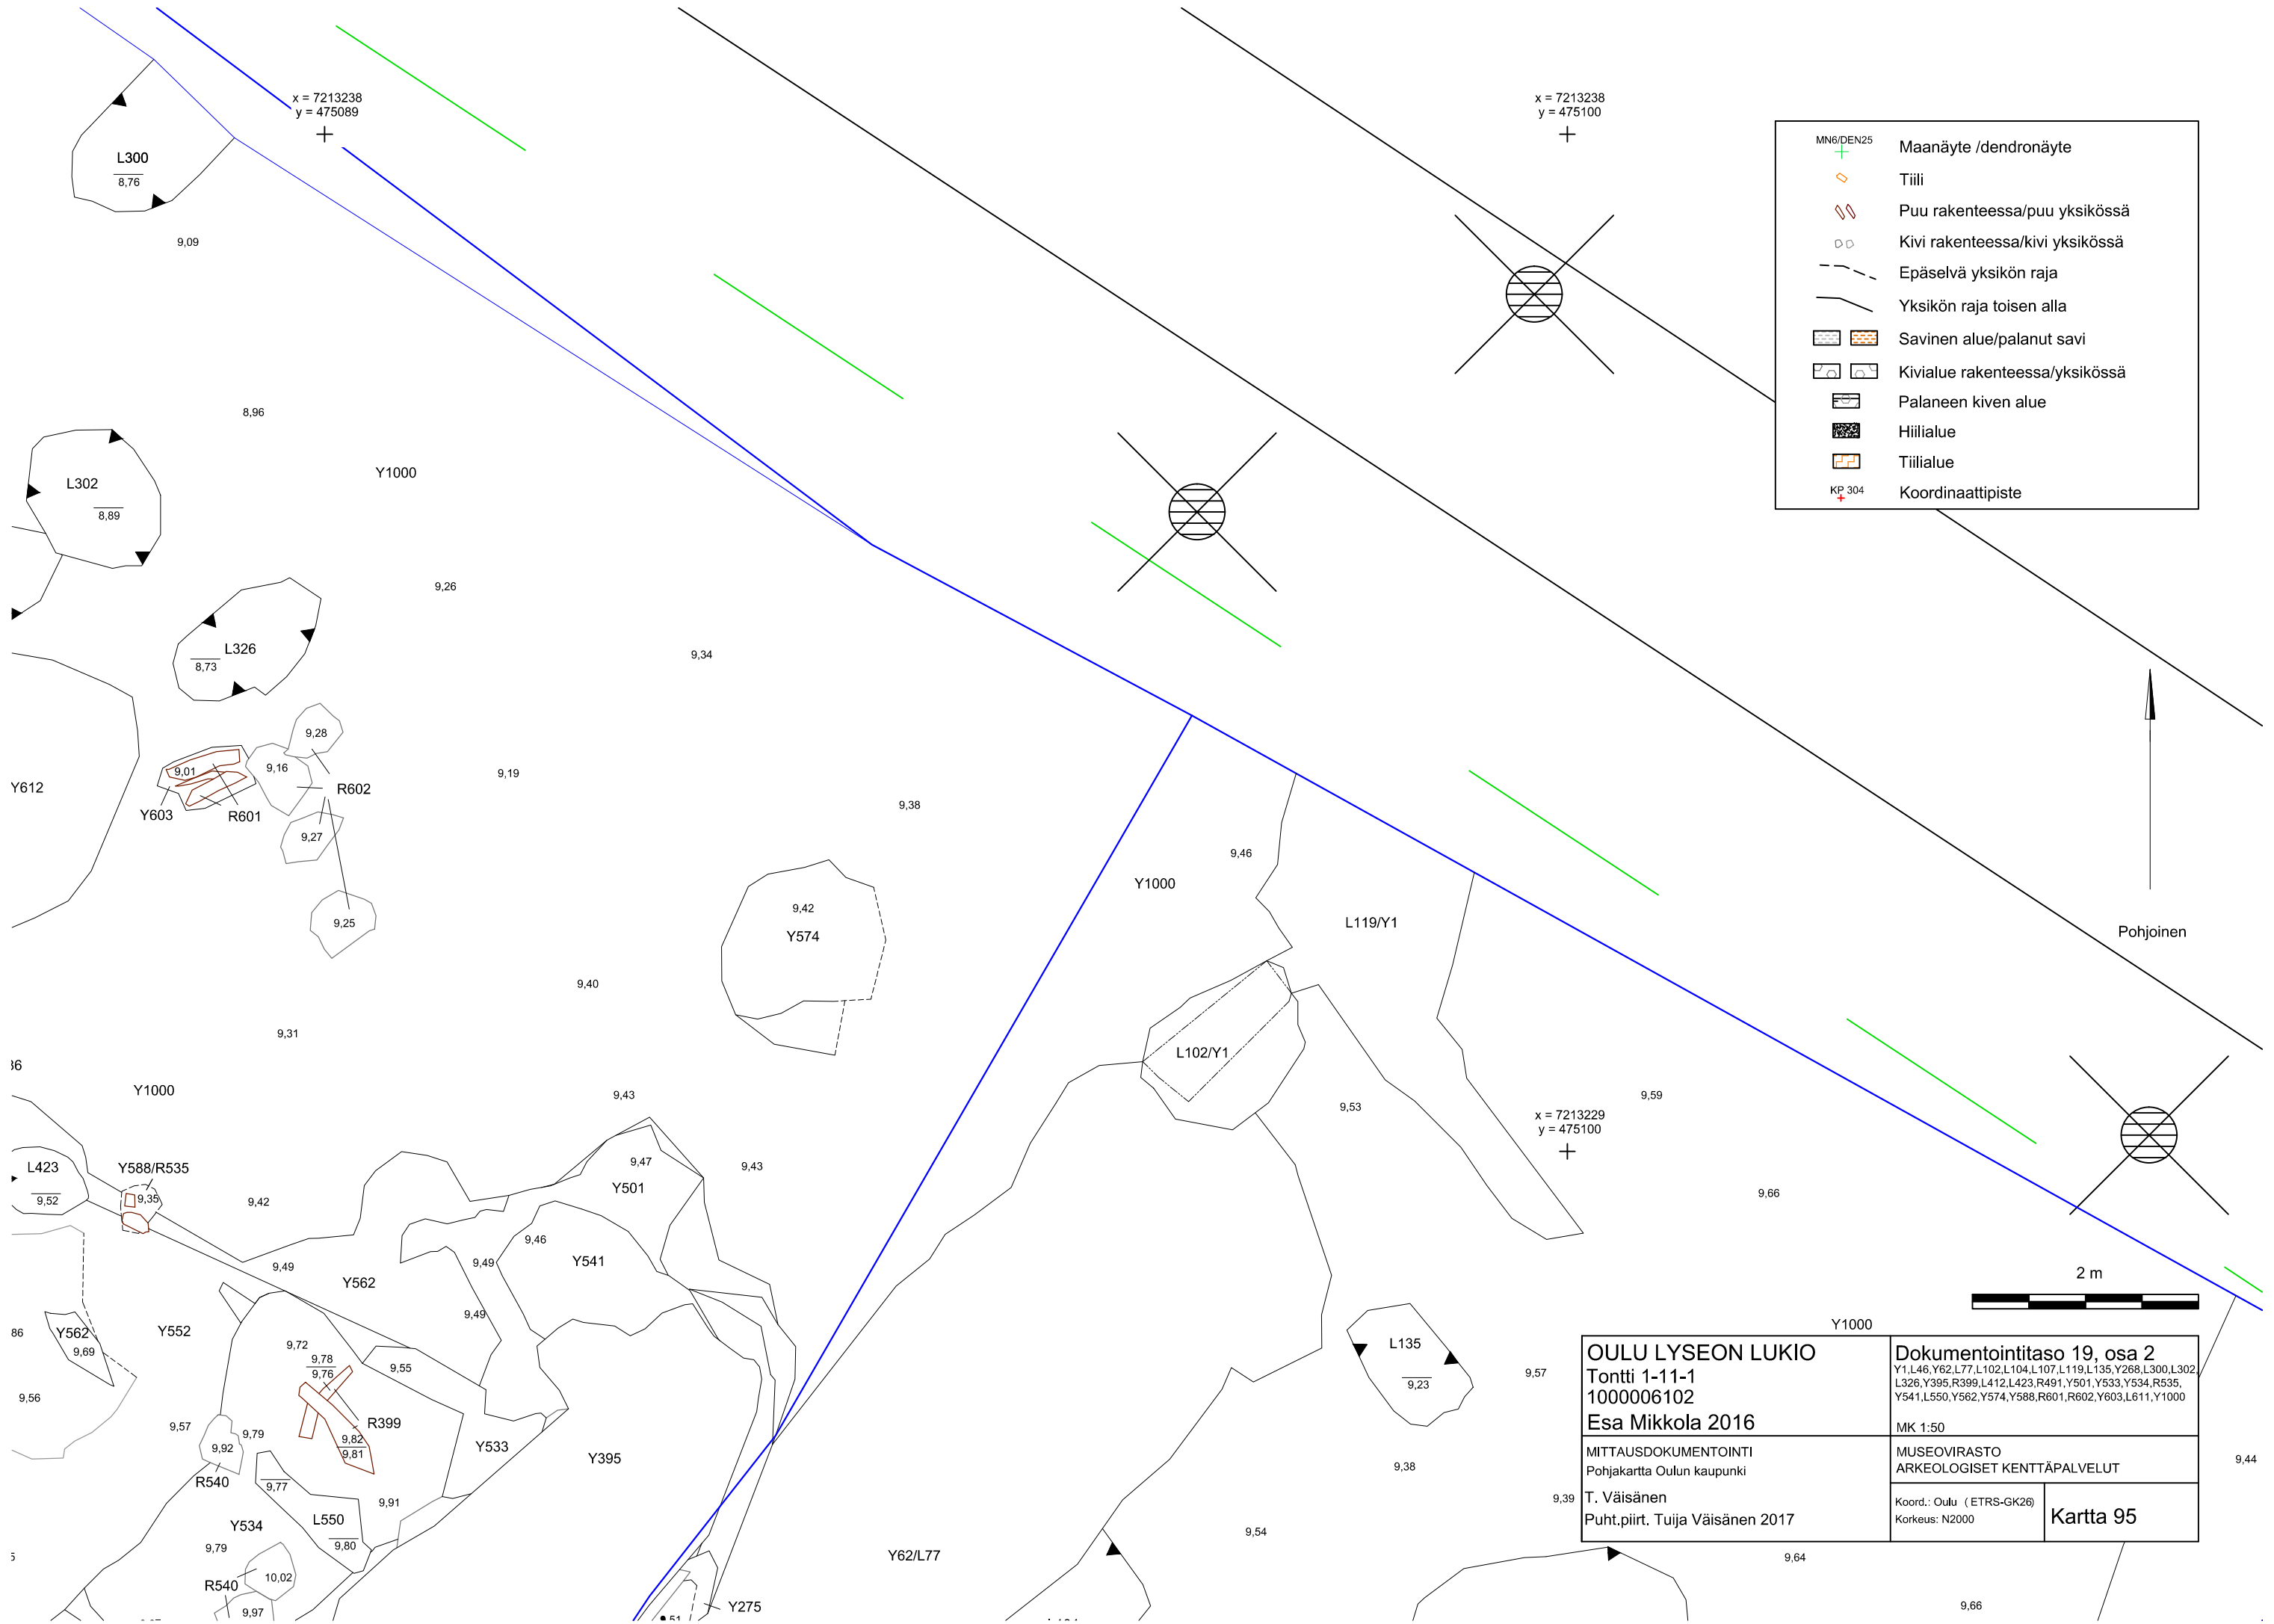 x = 7213238
y = 475089
x = 7213238
y = 475100
L300
8,76
9,09
MN6/DEN25
Maanäyte /dendronäyte
Tiili
Puu rakenteessa/puu yksikössä
Kivi rakenteessa/kivi yksikössä
Epäselvä yksikön raja
Yksikön raja toisen alla
Savinen alue/palanut savi
Kivialue rakenteessa/yksikössä
Palaneen kiven alue
Hiilialue
Tiilialue
KP 304
Koordinaattipiste
8,96
Y1000
L302
8,89
9,26
L326
8,73
9,34
9,28
9,16
9,01
R602
9,19
Y612
Y603
R601
9,27
9,38
9,25
9,46
Y1000
9,42
Y574
L119/Y1
Pohjoinen
9,40
9,31
L102/Y1
36
Y1000
9,43
9,53
9,59
x = 7213229
y = 475100
L423
9,52
Y588/R535
9,35
9,42
9,47
Y501
9,43
9,66
9,46
Y541
9,49
9,49
Y562
9,49
2 m
Y1000
86
Y562
9,69
Y552
9,72
9,78
9,76
9,55
L135
9,23
9,57
9,56
9,57
9,79
9,92
R540
R399
9,82
9,81
Y533
Y395
9,38
9,44
9,77
9,91
9,39
Y534
L550
9,80
9,79
9,54
Y62/L77
9,64
R540
10,02
9,97
Y275
51
9,66
OULU LYSEON LUKIO
Tontti 1-11-1
1000006102
Esa Mikkola 2016
Dokumentointitaso 19, osa 2
Y1,L46,Y62,L77,L102,L104,L107,L119,L135,Y268,L300,L302,
L326,Y395,R399,L412,L423,R491,Y501,Y533,Y534,R535,
Y541,L550,Y562,Y574,Y588,R601,R602,Y603,L611,Y1000
MK 1:50
MITTAUSDOKUMENTOINTI
Pohjakartta Oulun kaupunki
T. Väisänen
Puht.piirt. Tuija Väisänen 2017
MUSEOVIRASTO
ARKEOLOGISET KENTTÄPALVELUT
Koord.: Oulu (ETRS-GK26)
Korkeus: N2000
Kartta 95